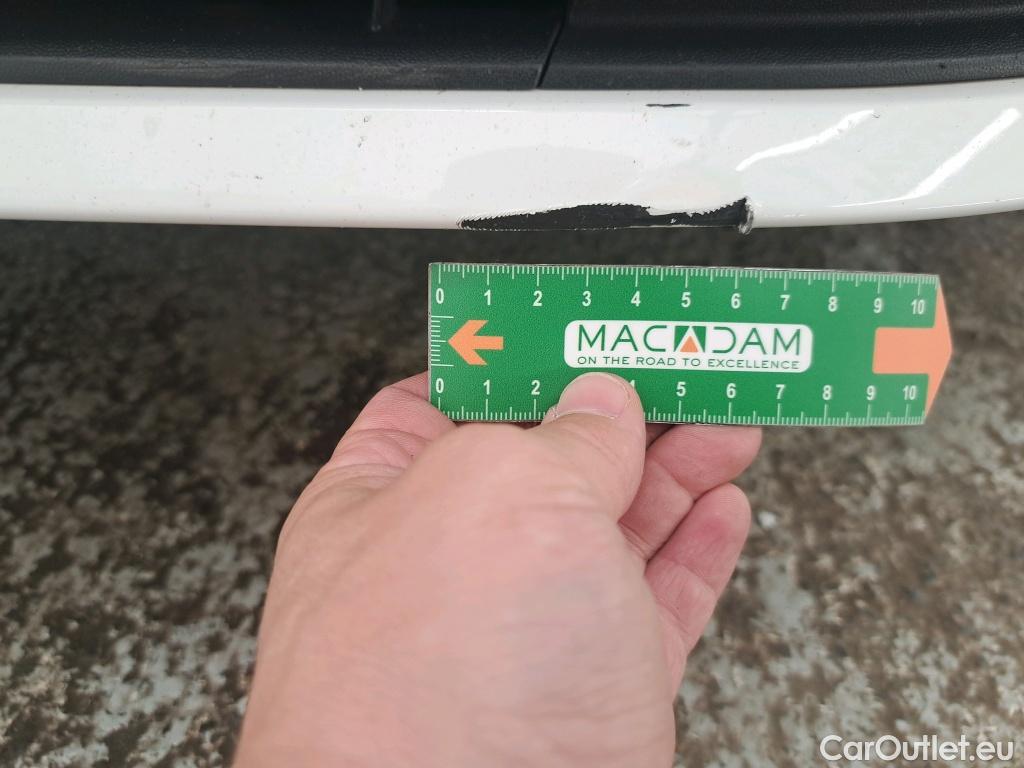 0 1 2 3 4 5 6 7 8 9 10
MACADAM
ON THE ROAD TO EXCELLENCE
0 1 2 4 5 6 7 8 9 10
CarOutlet.eu